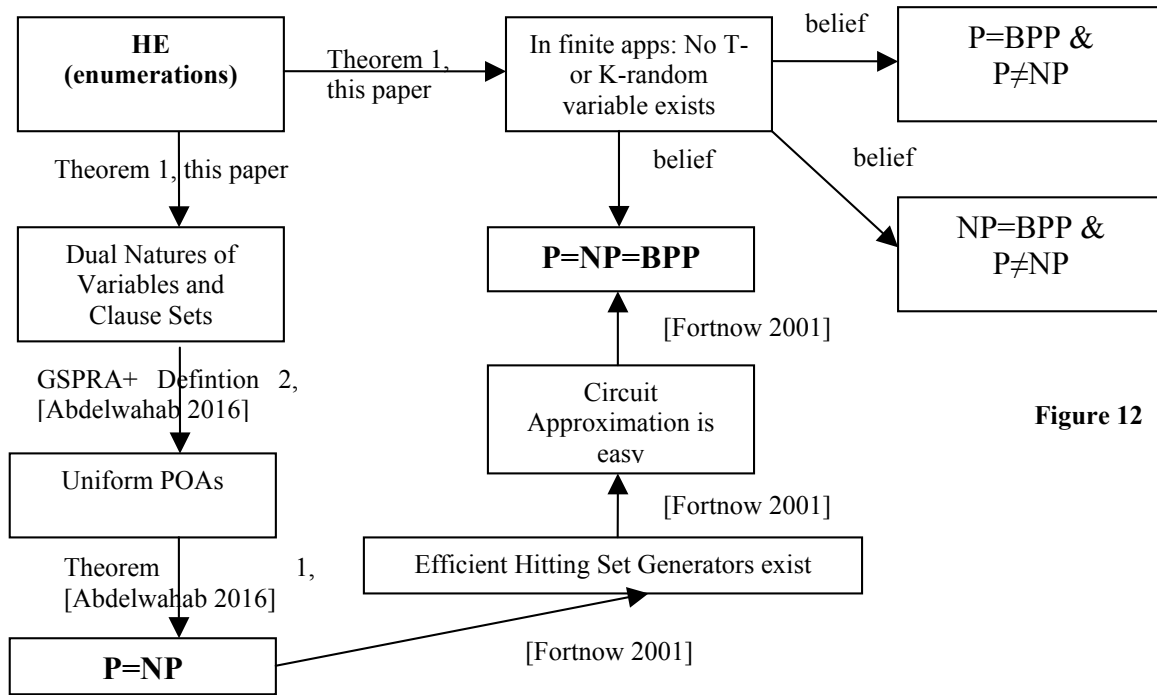 HE
(enumerations)
Theorem 1,
this paper
In finite apps: No T-
or K-random
variable exists
belief
P=BPP &
P≠NP
belief
belief
NP=BPP &
P≠NP
Theorem 1, this paper
Dual Natures of
Variables and
Clause Sets
P=NP=BPP
[Fortnow 2001]
GSPRA+ Defintion 2,
[Abdelwahab 2016]
Circuit
Approximation is
easy
Figure 12
Uniform POAs
[Fortnow 2001]
Efficient Hitting Set Generators exist
Theorem 1,
[Abdelwahab 2016]
[Fortnow 2001]
P=NP